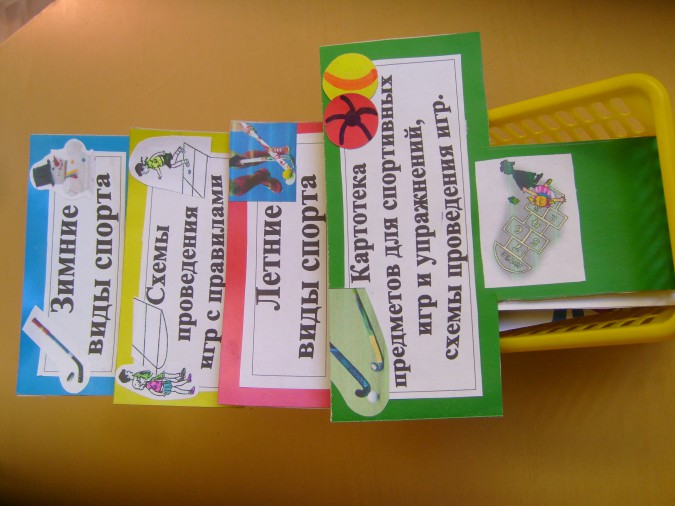 Зимние
виды спорта
Схемы
проведения
игр с правилами
Летние
виды спорта
Картотека
предметов для спортивных
игр и упражнений,
схемы проведения игр.